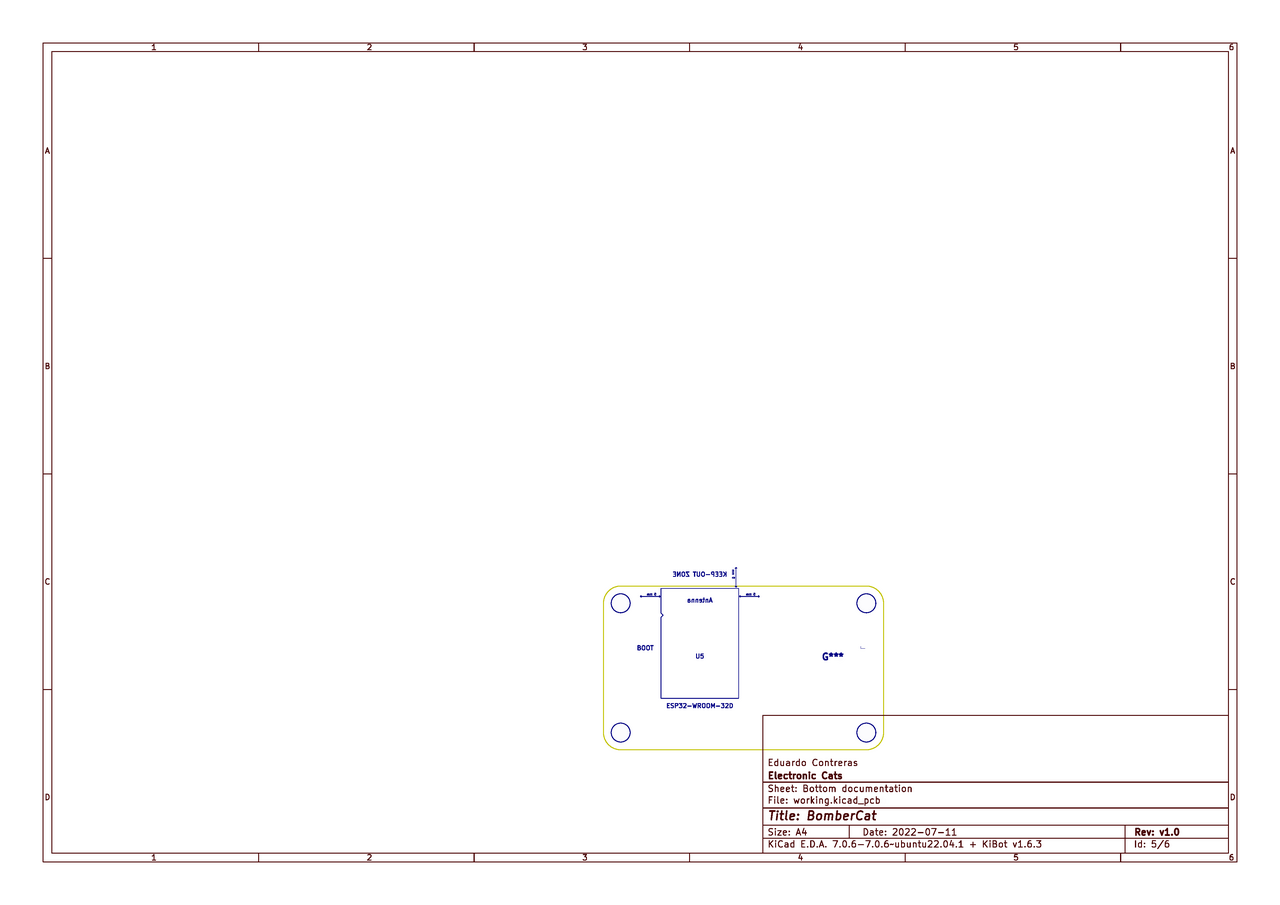 1 2 3 4 5 6
A A
B B
KEEP-OUT ZONE
C C
Antenna
BOOT
U5
G***
ESP32-WROOM-32D
Eduardo Contreras
Electronic Cats
Sheet: Bottom documentation
File: working.kicad_pcb
D D
Title: BomberCat
Size: A4 Date: 2022-07-11 Rev: v1.0
KiCad E.D.A. 7.0.6-7.0.6~ubuntu22.04.1 + KiBot v1.6.3 Id: 5/6
1 2 3 4 5 6